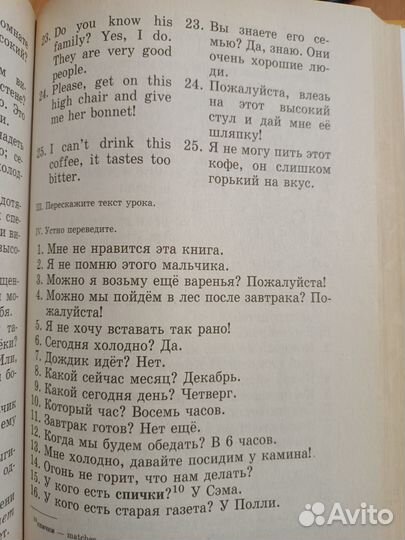 23. Do you know his
family? Yes, I do.
They are very good
people.
24. Please, get on this
high chair and give
me her bonnet!
25. I can't drink this
coffee, it tastes too
bitter.
23. Вы знаете его се-
мью? Да, знаю. Они
очень хорошие лю-
ди.
24. Пожалуйста, влезь
на этот высокий
стул и дай мне её
шляпку!
25. Я не могу пить этот
кофе, он слишком
горький на вкус.
III. Перескажите текст урока.
IV. Устно переведите.
1. Мне не нравится эта книга.
2. Я не помню этого мальчика.
3. Можно я возьму ещё варенья? Пожалуйста!
4. Можно мы пойдём в лес после завтрака? По-
жалуйста!
5. Я не хочу вставать так рано!
6. Сегодня холодно? Да.
7. Дождик идёт? Нет.
8. Какой сейчас месяц? Декабрь.
9. Какой сегодня день? Четверг.
10. Который час? Восемь часов.
11. Завтрак готов? Нет ещё.
12. Когда мы будем обедать? В 6 часов.
13. Мне холодно, давайте посидим у камина!
14. Огонь не горит, что нам делать?
15. У кого есть спички?¹⁰ У Сэма.
16. У кого есть старая газета? У Полли.
Avito